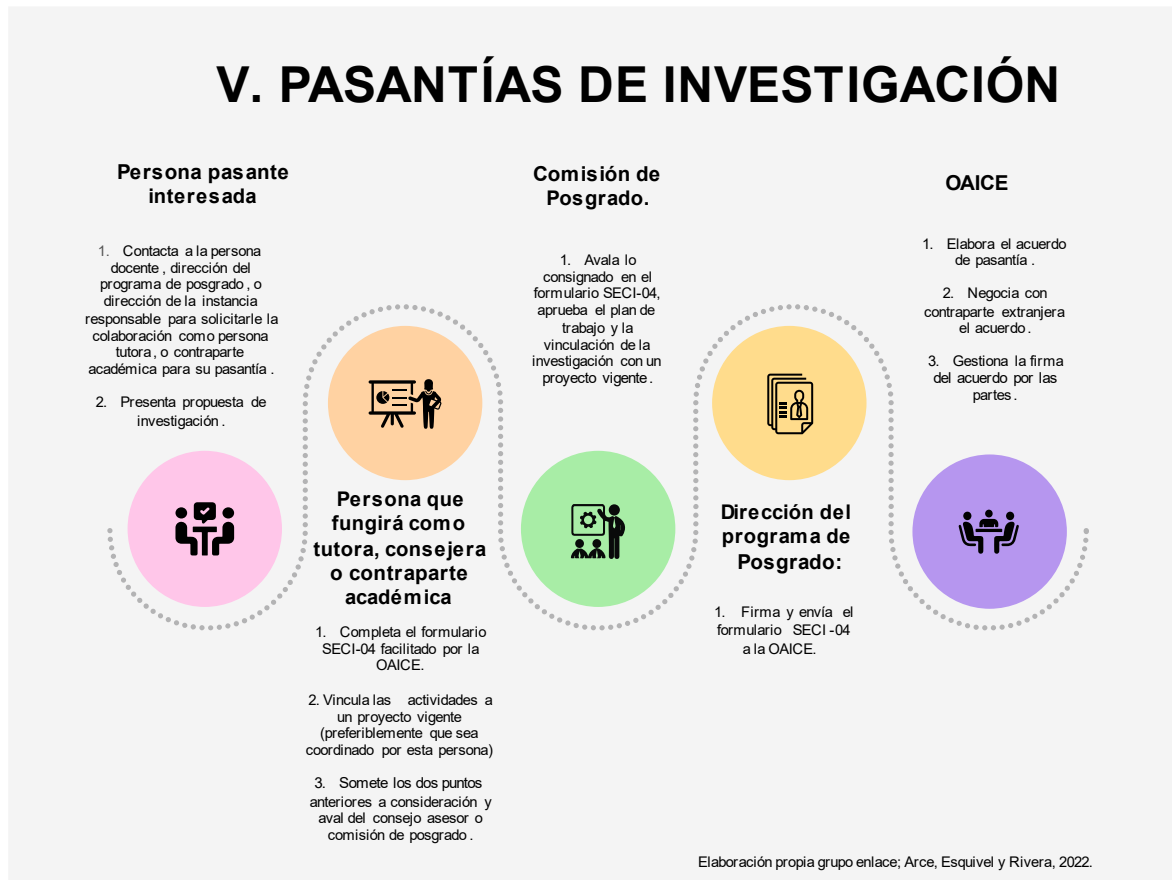 V. PASANTÍAS DE INVESTIGACIÓN
Persona pasante
interesada
1. Contacta a la persona
docente , dirección del
programa de posgrado , o
dirección de la instancia
responsable para solicitarle la
colaboración como persona
tutora , o contraparte
académica para su pasantía .
2. Presenta propuesta de
investigación .
Persona que
fungirá como
tutora, consejera
o contraparte
académica
1. Completa el formulario
SECI-04 facilitado por la
OAICE.
2. Vincula las actividades a
un proyecto vigente
(preferiblemente que sea
coordinado por esta persona)
3. Somete los dos puntos
anteriores a consideración y
aval del consejo asesor o
comisión de posgrado .
Comisión de
Posgrado.
1. Avala lo
consignado en el
formulario SECI-04,
aprueba el plan de
trabajo y la
vinculación de la
investigación con un
proyecto vigente .
Dirección del
programa de
Posgrado:
1. Firma y envía el
formulario SECI -04
a la OAICE.
OAICE
1. Elabora el acuerdo
de pasantía .
2. Negocia con
contraparte extranjera
el acuerdo .
3. Gestiona la firma
del acuerdo por las
partes .
Elaboración propia grupo enlace; Arce, Esquivel y Rivera, 2022.